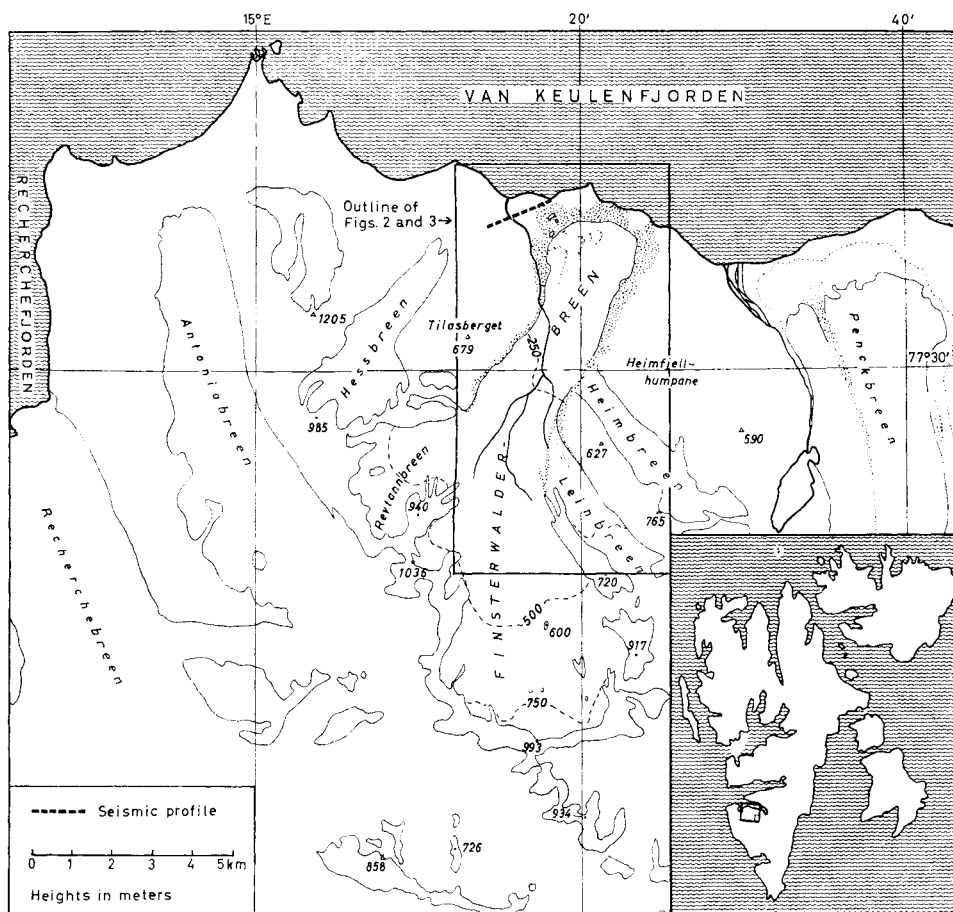 15°E
20'
40'
VAN KEULENFJORDEN
RECHERCHEFJORDEN
Outline of
Figs. 2 and 3→
1205
Antoniabreen
Hessbreen
Tilasberget
679
250
BREEN
Heimfjell-
humpane
Penckbreen
77°30'
985
590
Heimbreen
627
Revtannbreen
940
Leinbreen
765
Recherchebreen
1036
720
FINSTERWALDER-
500
600
917
750
993
934
726
858
Seismic profile
0 1 2 3 4 5 km
Heights in meters